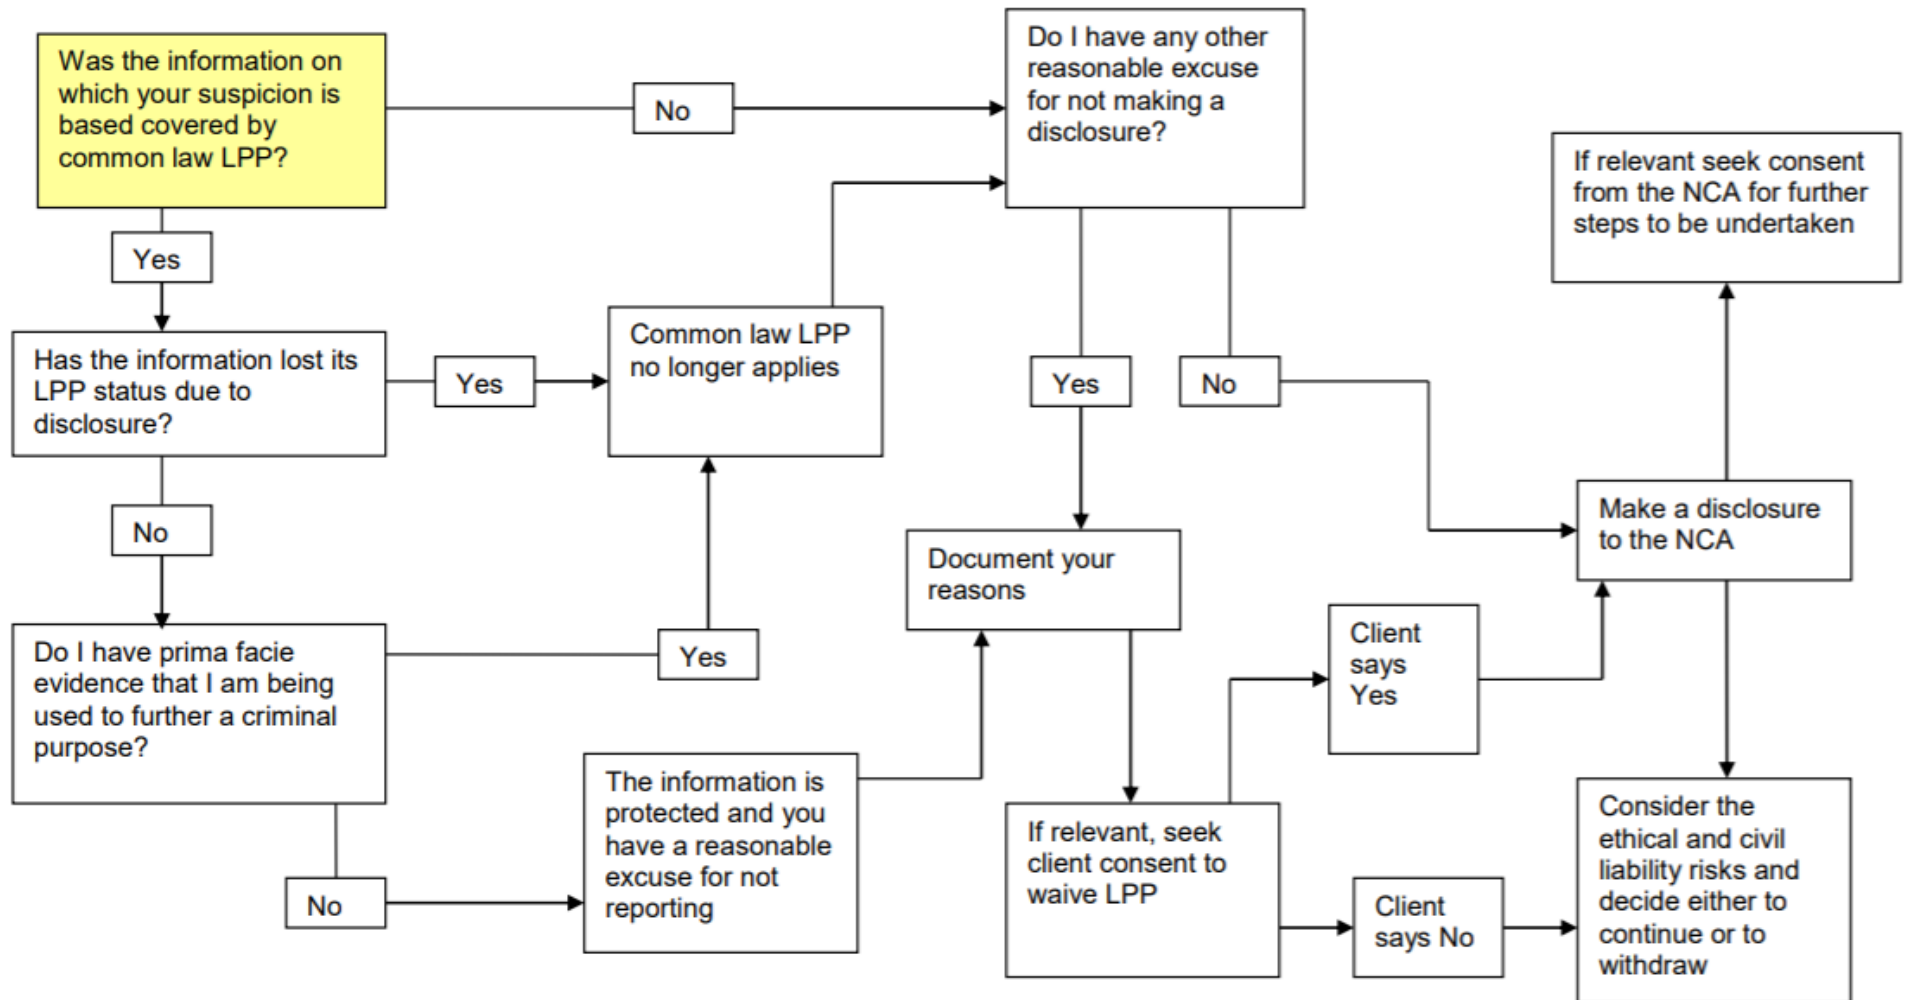 Was the information on
which your suspicion is
based covered by
common law LPP?
No
Do I have any other
reasonable excuse
for not making a
disclosure?
If relevant seek consent
from the NCA for further
steps to be undertaken
Yes
Has the information lost its
LPP status due to
disclosure?
Yes
Common law LPP
no longer applies
Yes
No
No
Document your
reasons
Make a disclosure
to the NCA
Do I have prima facie
evidence that I am being
used to further a criminal
purpose?
Yes
Client
says
Yes
The information is
protected and you
have a reasonable
excuse for not
reporting
If relevant, seek
client consent to
waive LPP
Consider the
ethical and civil
liability risks and
decide either to
continue or to
withdraw
No
Client
says No